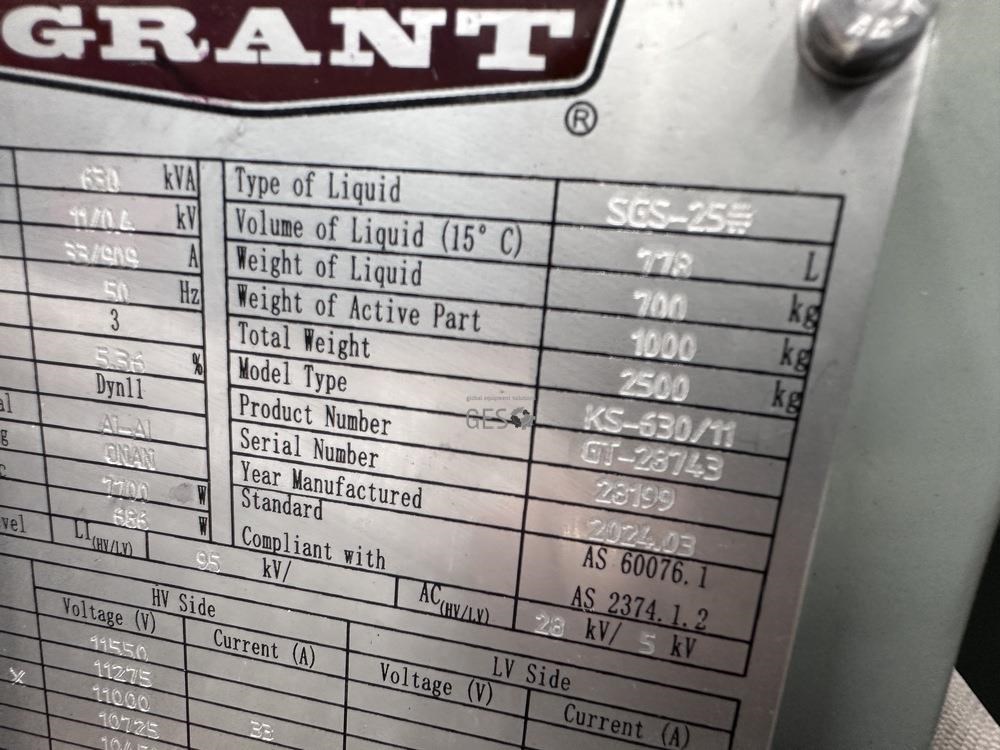 GRANT
®
630 kVA
11/0.4 kV
33/909 A
50 Hz
3
5.36 %
Dyn11
Al-Al
ONAN
7700 W
686 W
Type of Liquid SGS-25#
Volume of Liquid (15° C) 778 L
Weight of Liquid 700 kg
Weight of Active Part 1000 kg
Total Weight 2500 kg
Model Type KS-630/11
Product Number GT-28743
Serial Number 28199
Year Manufactured 2024.03
Standard
Compliant with
AS 60076.1
AS 2374.1.2
LI(HV/LV) 95 kV/ AC(HV/LV) 28 kV/ 5 kV
HV Side LV Side
Voltage (V) Current (A) Voltage (V) Current (A)
11550
11275
11000 33
10725
global equipment solutions
GES